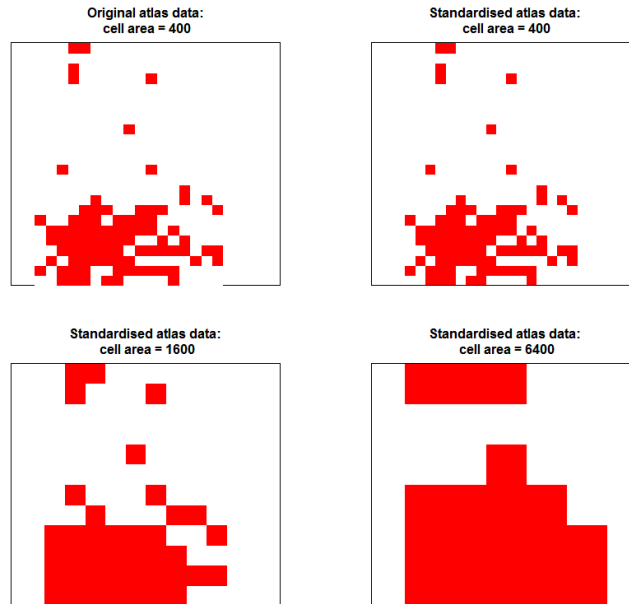 Original atlas data:
cell area = 400
Standardised atlas data:
cell area = 400
Standardised atlas data:
cell area = 1600
Standardised atlas data:
cell area = 6400